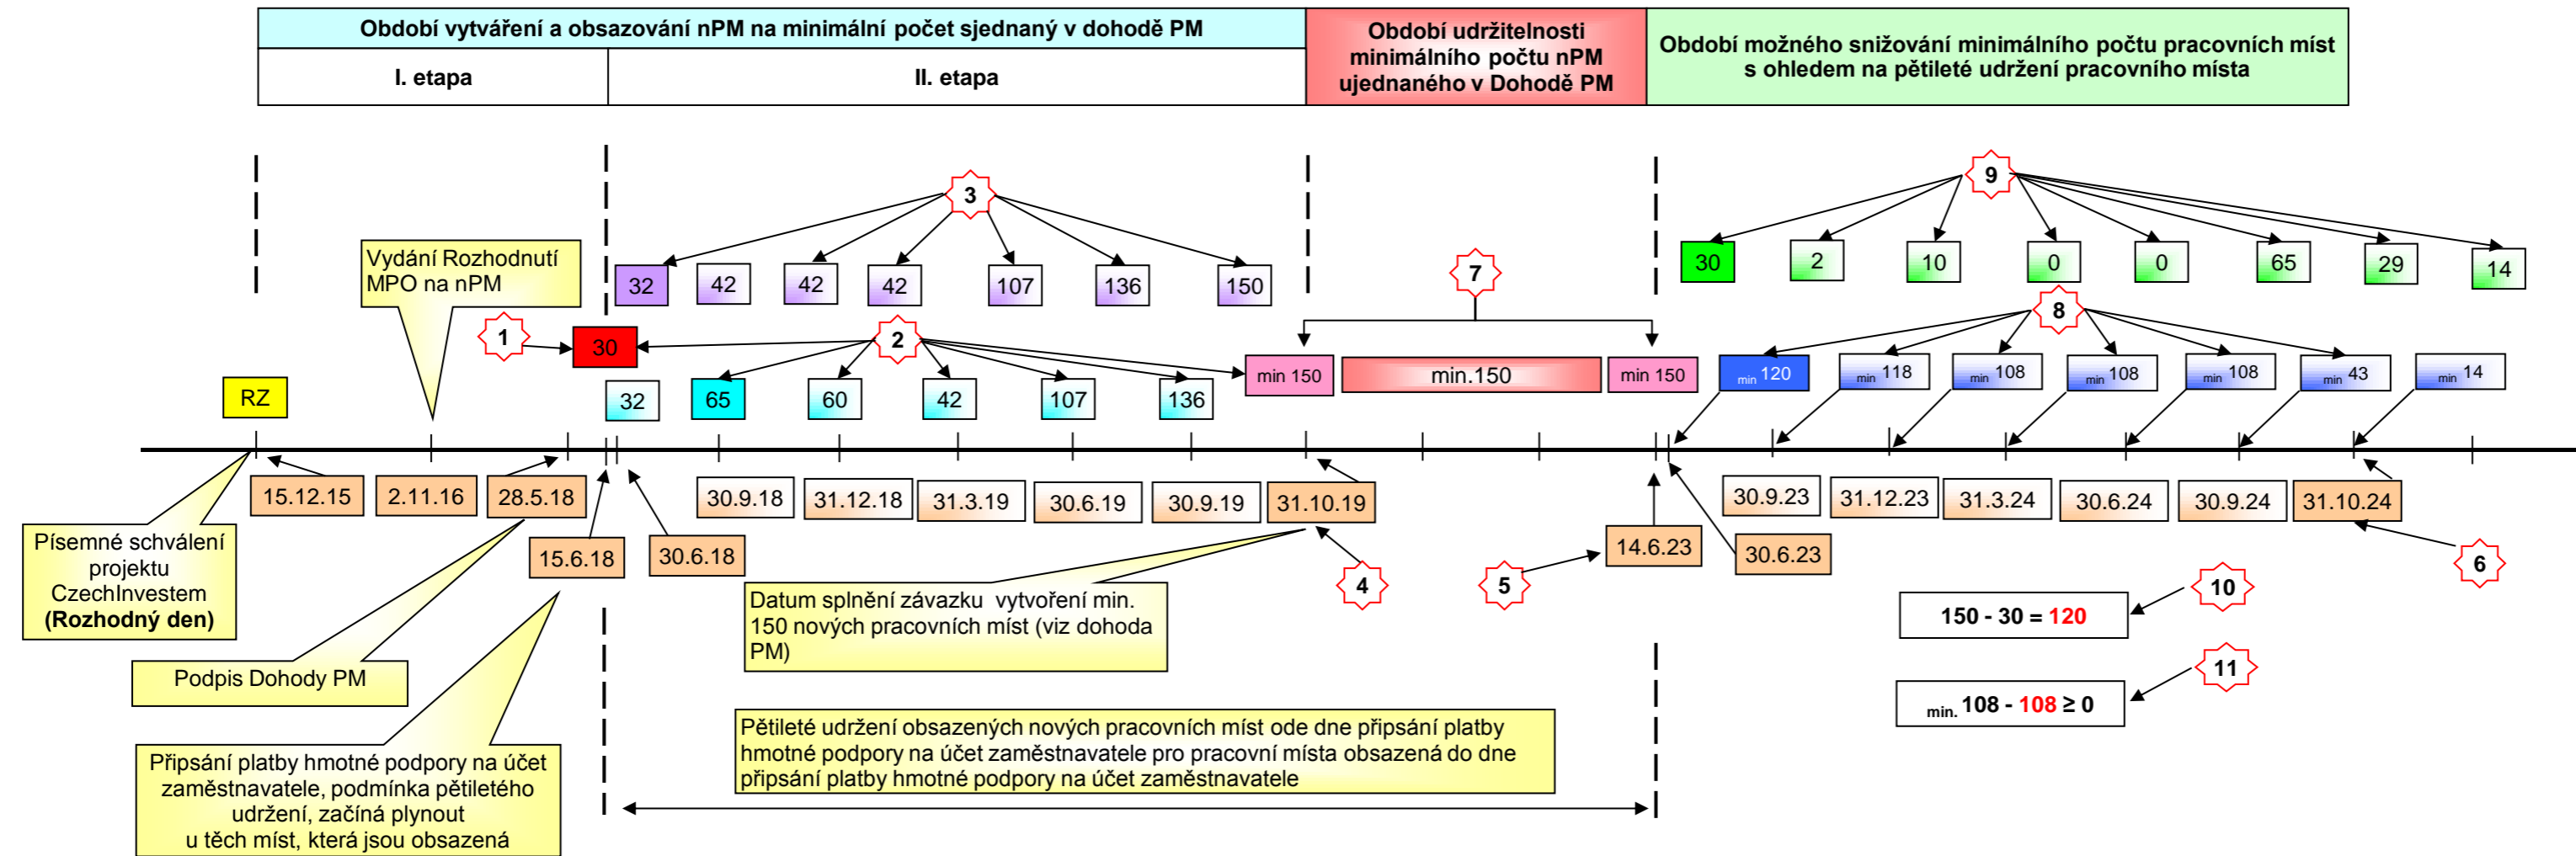 Období vytváření a obsazování nPM na minimální počet sjednaný v dohodě PM
I. etapa
II. etapa
Období udržitelnosti
minimálního počtu nPM
ujednaného v Dohodě PM
Období možného snižování minimálního počtu pracovních míst
s ohledem na pětileté udržení pracovního místa
3
9
32
42
42
42
107
136
150
7
30
2
10
0
0
65
29
14
Vydání Rozhodnutí
MPO na nPM
1
30
2
8
min 150
min.150
min 150
min 120
min 118
min 108
min 108
min 108
min 43
min 14
RZ
32
65
60
42
107
136
15.12.15
2.11.16
28.5.18
30.9.18
31.12.18
31.3.19
30.6.19
30.9.19
31.10.19
30.9.23
31.12.23
31.3.24
30.6.24
30.9.24
31.10.24
15.6.18
30.6.18
14.6.23
30.6.23
4
5
6
Písemné schválení
projektu
CzechInvestem
(Rozhodný den)
Datum splnění závazku vytvoření min.
150 nových pracovních míst (viz dohoda
PM)
10
150 - 30 = 120
11
min. 108 - 108 ≥ 0
Podpis Dohody PM
Pětileté udržení obsazených nových pracovních míst ode dne připsání platby
hmotné podpory na účet zaměstnavatele pro pracovní místa obsazená do dne
připsání platby hmotné podpory na účet zaměstnavatele
Připsání platby hmotné podpory na účet
zaměstnavatele, podmínka pětiletého
udržení, začíná plynout
u těch míst, která jsou obsazená